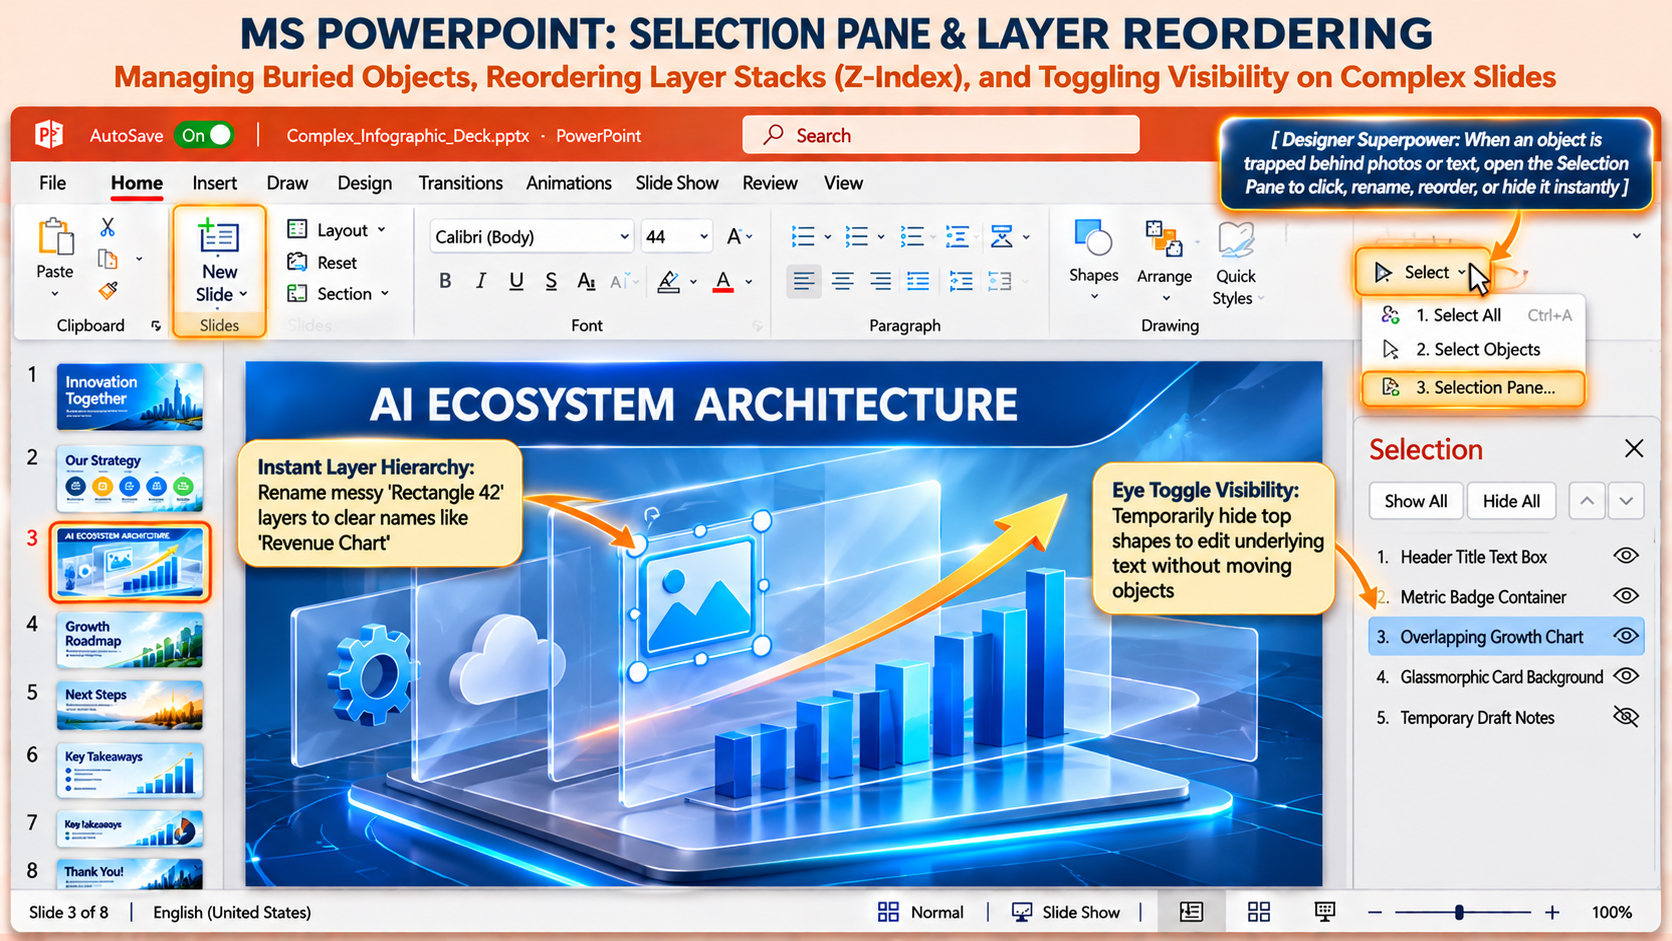 MS POWERPOINT: SELECTION PANE & LAYER REORDERING
Managing Buried Objects, Reordering Layer Stacks (Z-Index), and Toggling Visibility on Complex Slides
AutoSave On
Complex_Infographic_Deck.pptx · PowerPoint
Search
[ Designer Superpower: When an object is
trapped behind photos or text, open the Selection
Pane to click, rename, reorder, or hide it instantly ]
File Home Insert Draw Design Transitions Animations Slide Show Review View
Paste
Clipboard
New
Slide
Slides
Layout
Reset
Section
Slides
Calibri (Body) 44
B I U S
Font
Paragraph
Shapes
Arrange
Quick
Styles
Drawing
Select
1. Select All Ctrl+A
2. Select Objects
3. Selection Pane...
1
Innovation
Together
2
Our Strategy
3
AI ECOSYSTEM ARCHITECTURE
4
Growth
Roadmap
5
Next Steps
6
Key Takeaways
7
8
Thank You!
AI ECOSYSTEM ARCHITECTURE
Instant Layer Hierarchy:
Rename messy 'Rectangle 42'
layers to clear names like
'Revenue Chart'
Eye Toggle Visibility:
Temporarily hide top
shapes to edit underlying
text without moving
objects
Selection
Show All Hide All
1. Header Title Text Box
2. Metric Badge Container
3. Overlapping Growth Chart
4. Glassmorphic Card Background
5. Temporary Draft Notes
Slide 3 of 8
English (United States)
Normal
Slide Show
100%